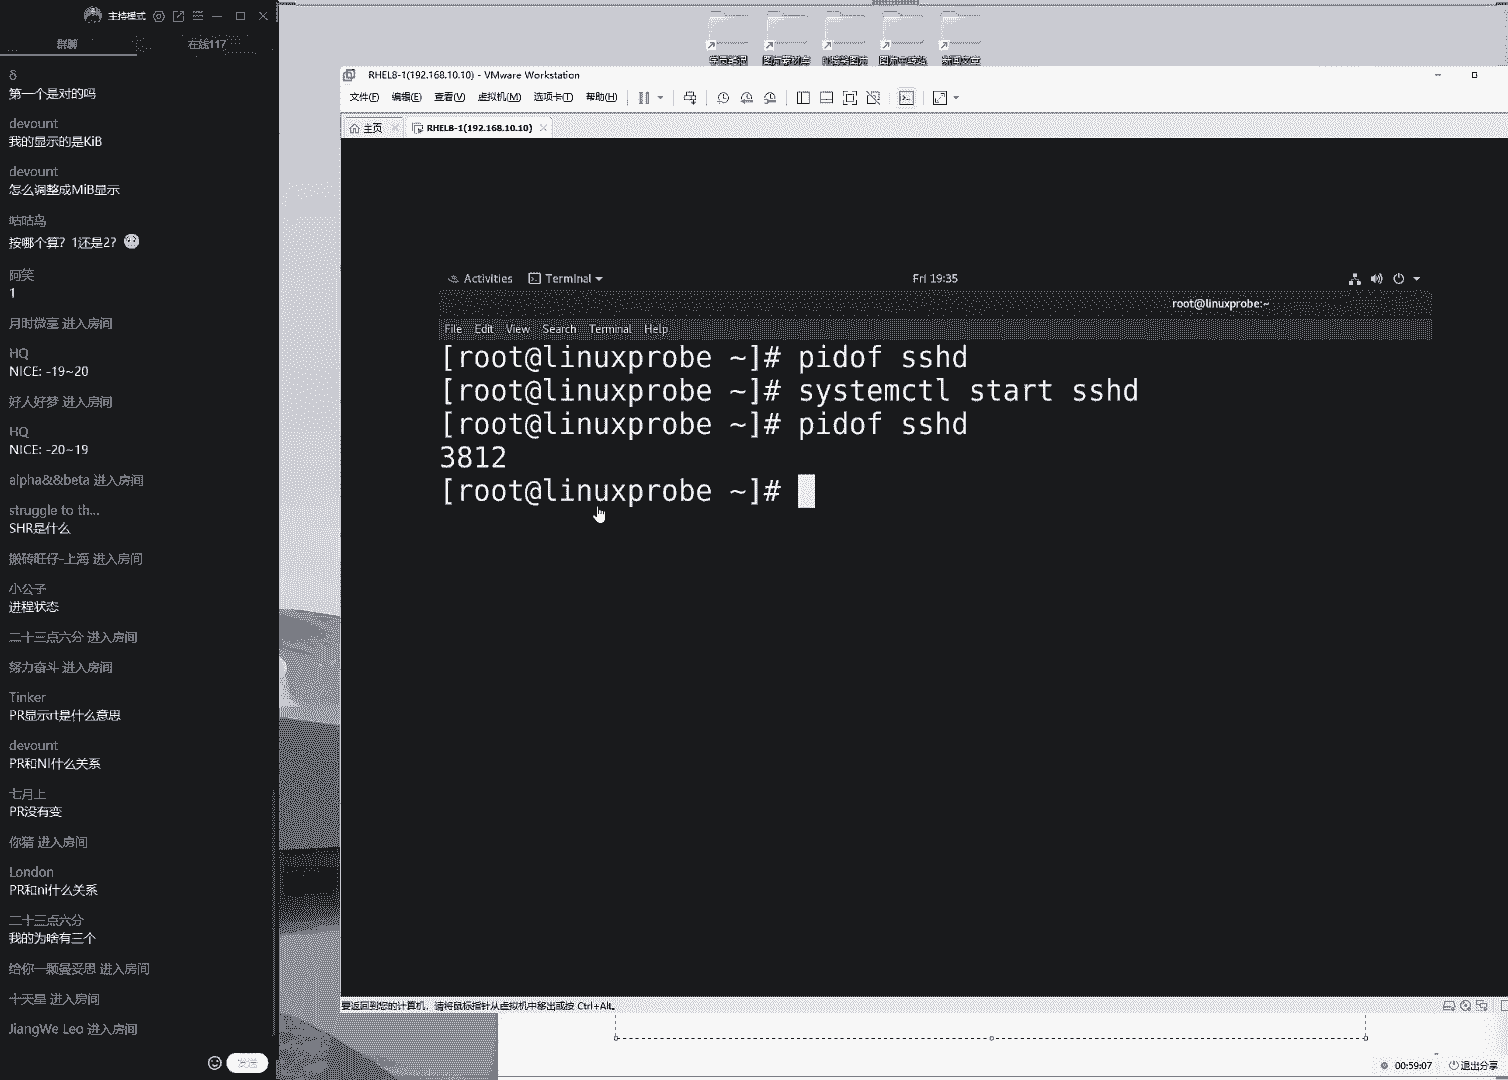 主持模式
群聊
在线117
δ
第一个是对的吗
devount
我的显示的是KiB
devount
怎么调整成MiB显示
咕咕鸟
按哪个算？1还是2？
阿笑
1
月时微毫 进入房间
HQ
NICE: -19~20
好人好梦 进入房间
HQ
NICE: -20~19
alpha&&beta 进入房间
struggle to th...
SHR是什么
搬砖旺仔-上海 进入房间
小公子
进程状态
二十三点六分 进入房间
努力奋斗 进入房间
Tinker
PR显示rt是什么意思
devount
PR和NI什么关系
七月上
PR没有变
你猜 进入房间
London
PR和ni什么关系
二十三点六分
我的为啥有三个
给你一颗曼妥思 进入房间
十天星 进入房间
JiangWe Leo 进入房间
发送
RHEL8-1(192.168.10.10) - VMware Workstation
文件(F) 编辑(E) 查看(V) 虚拟机(M) 选项卡(T) 帮助(H)
主页 RHEL8-1(192.168.10.10)
Activities Terminal Fri 19:35
root@linuxprobe:~
File Edit View Search Terminal Help
[root@linuxprobe ~]# pidof sshd
[root@linuxprobe ~]# systemctl start sshd
[root@linuxprobe ~]# pidof sshd
3812
[root@linuxprobe ~]#
要返回到您的计算机，请将鼠标指针从虚拟机中移出或按 Ctrl+Alt。
00:59:07 退出分享